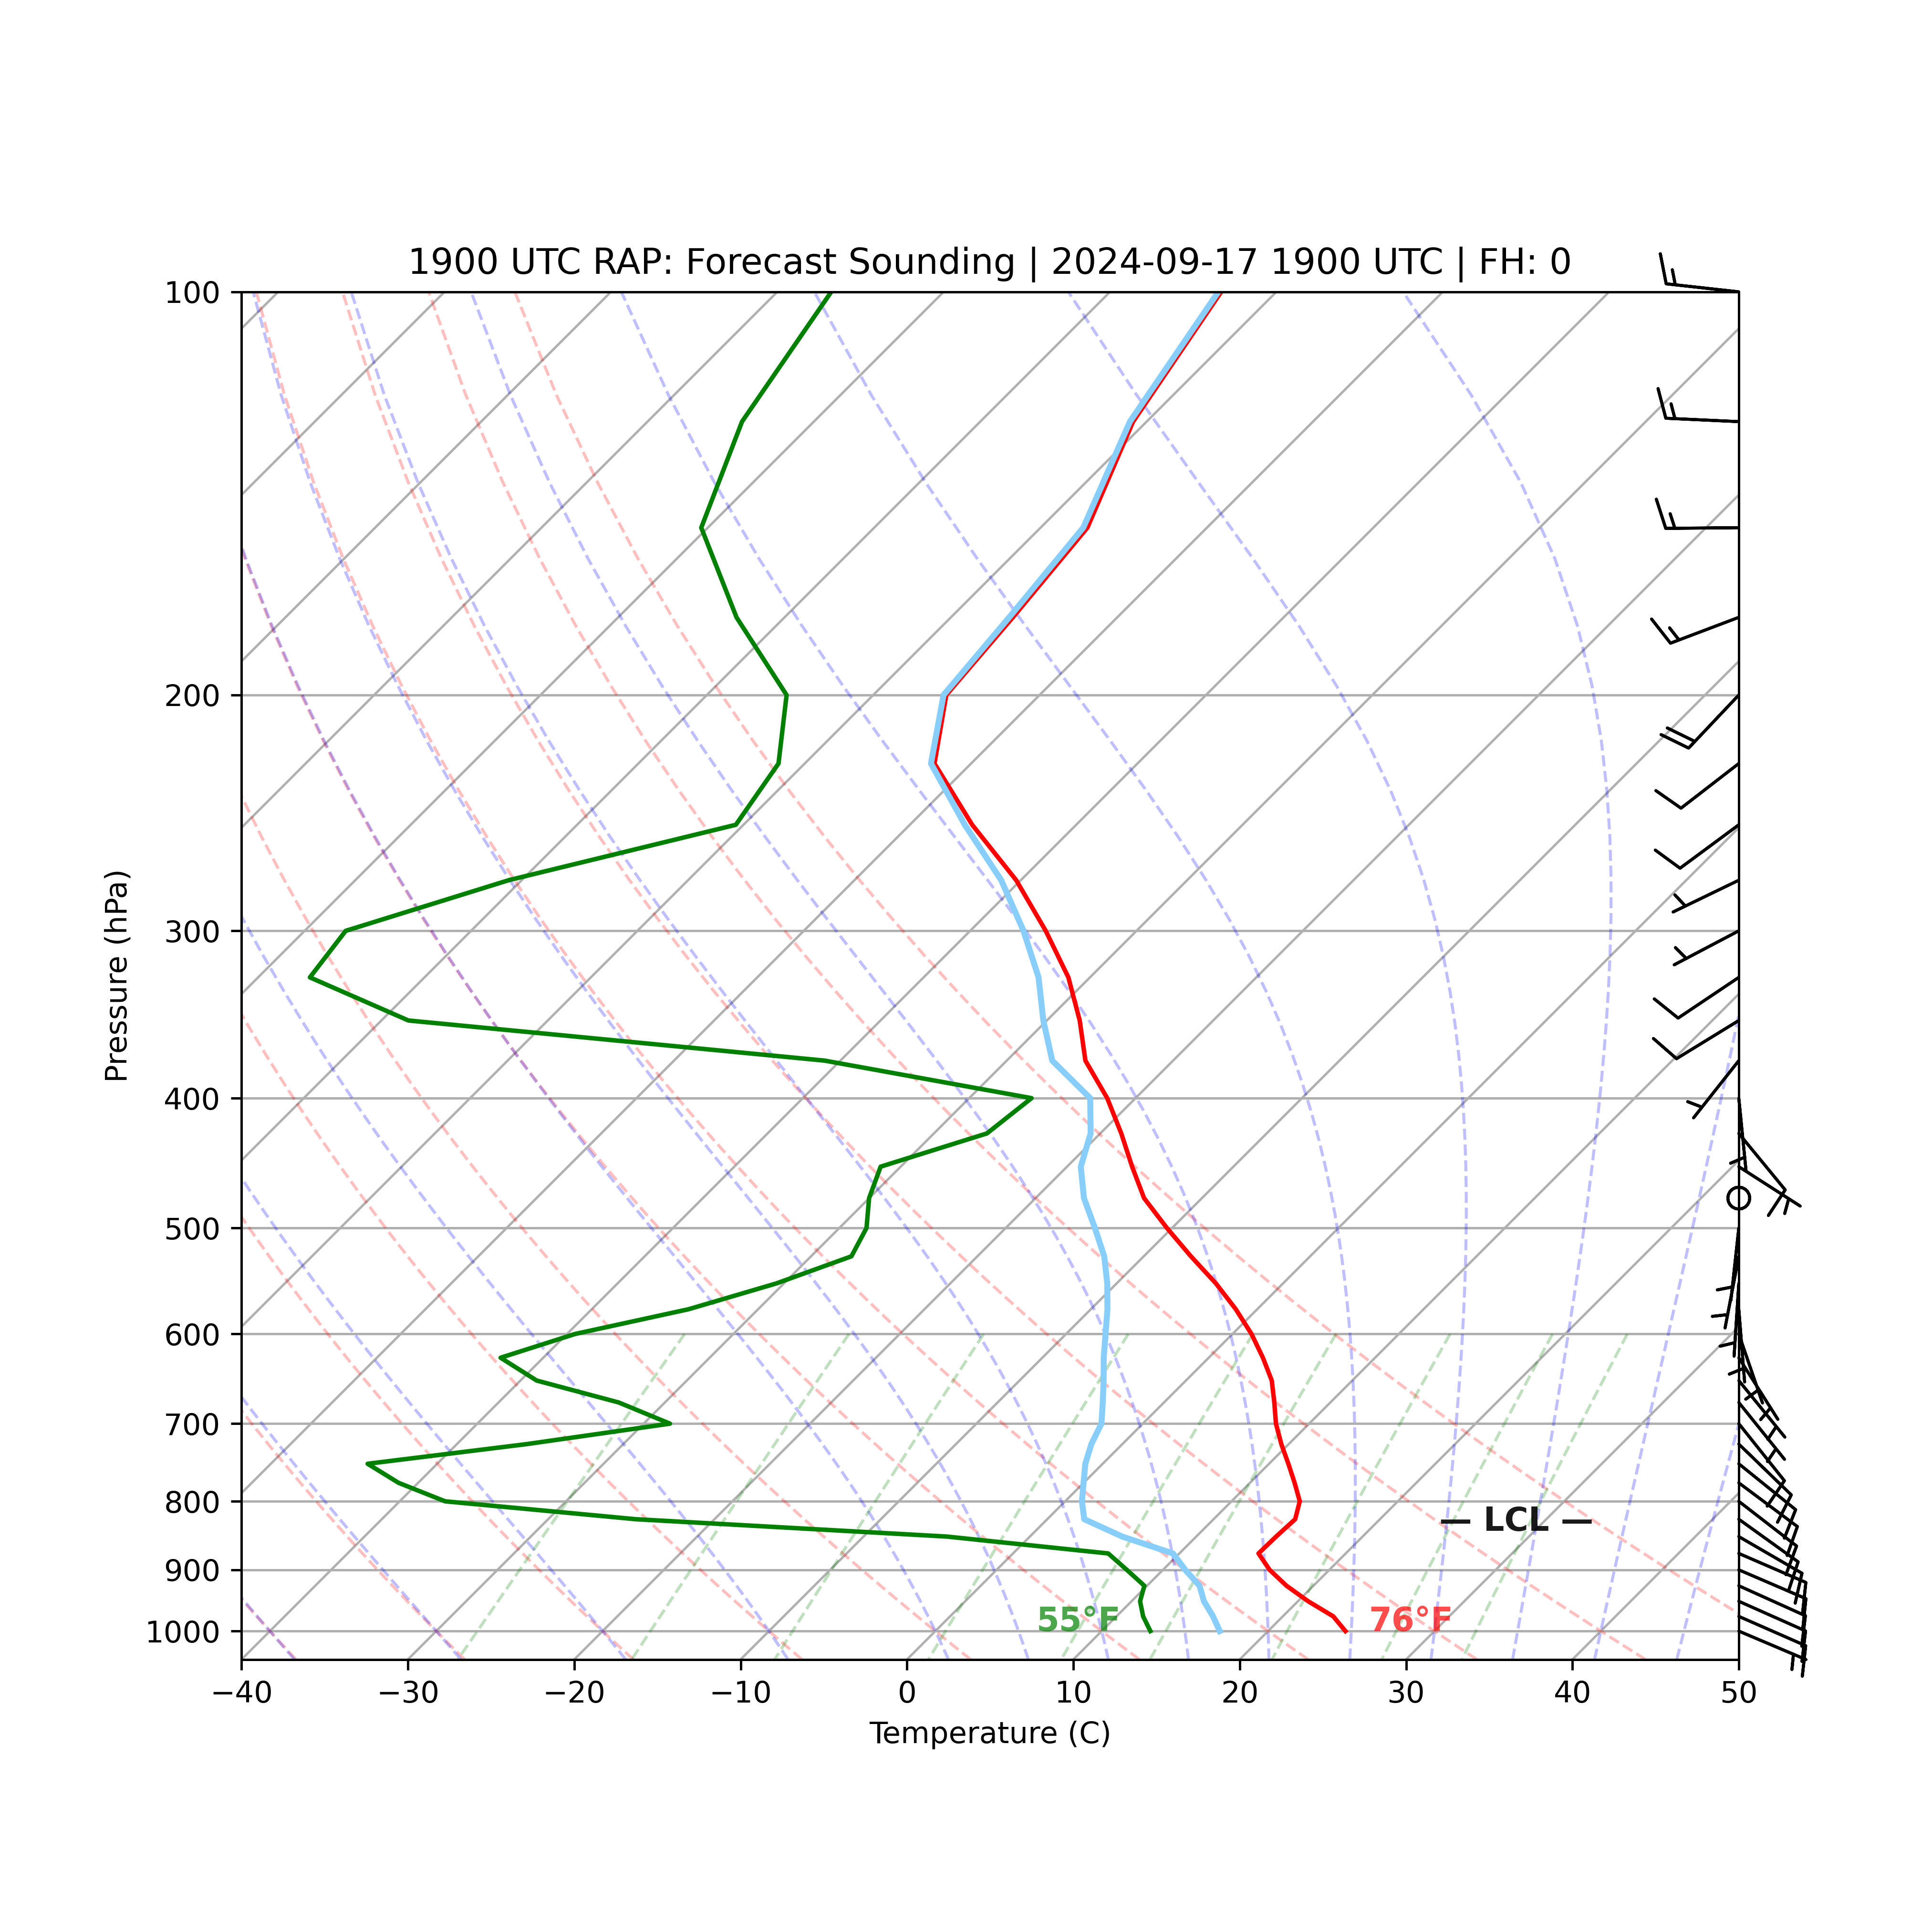 1900 UTC RAP: Forecast Sounding | 2024-09-17 1900 UTC | FH: 0
100
200
300
400
500
600
700
800
900
1000
Pressure (hPa)
— LCL —
55°F
76°F
−40 −30 −20 −10 0 10 20 30 40 50
Temperature (C)